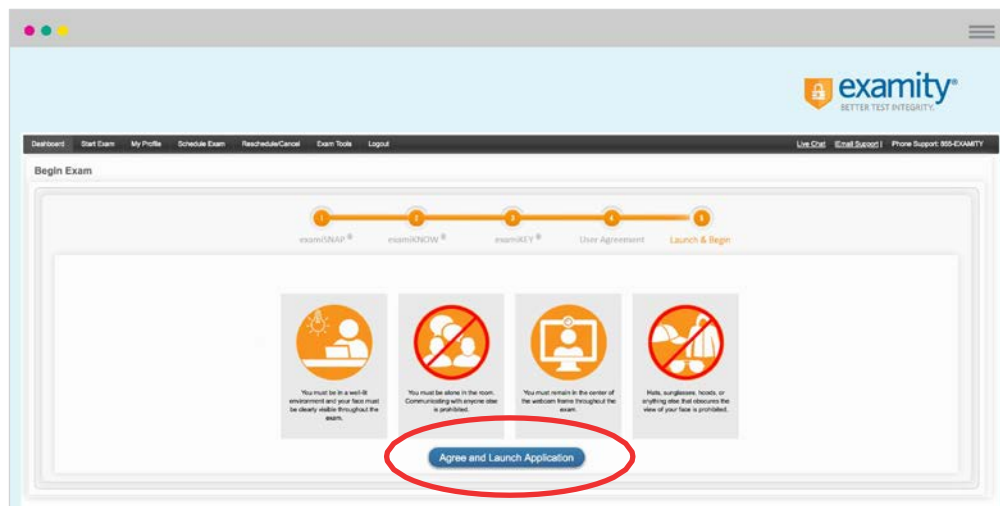 examity®
BETTER TEST INTEGRITY.
Dashboard Start Exam My Profile Schedule Exam Reschedule/Cancel Exam Tools Logout
Live Chat Email Support | Phone Support: 855-EXAMITY
Begin Exam
1 2 3 4 5
examiSNAP® examiKNOW® examiKEY® User Agreement Launch & Begin
You must be in a well-lit
environment and your face must
be clearly visible throughout the
exam.
You must be alone in the room.
Communicating with anyone else
is prohibited.
You must remain in the center of
the webcam frame throughout the
exam.
Hats, sunglasses, hoods, or
anything else that obscures the
view of your face is prohibited.
Agree and Launch Application